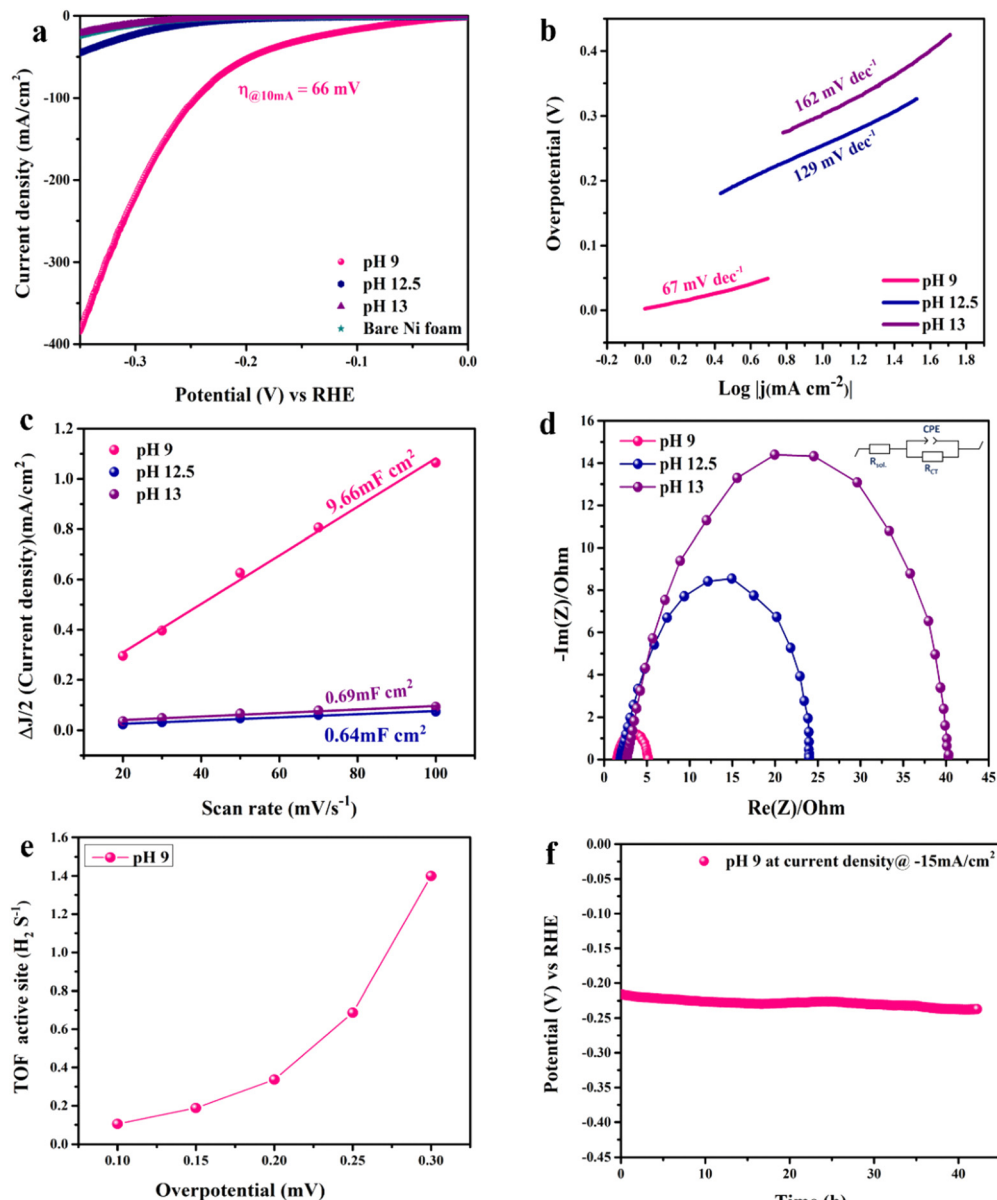 a
Current density (mA/cm²)
0
-100
-200
-300
-400
η@10mA = 66 mV
pH 9
pH 12.5
pH 13
Bare Ni foam
-0.3
-0.2
-0.1
0.0
Potential (V) vs RHE
b
Overpotential (V)
0.4
0.3
0.2
0.1
0.0
162 mV dec⁻¹
129 mV dec⁻¹
67 mV dec⁻¹
pH 9
pH 12.5
pH 13
-0.2 0.0 0.2 0.4 0.6 0.8 1.0 1.2 1.4 1.6 1.8
Log |j(mA cm⁻²)|
c
ΔJ/2 (Current density)(mA/cm²)
1.2
1.0
0.8
0.6
0.4
0.2
0.0
pH 9
pH 12.5
pH 13
9.66mF cm²
0.69mF cm²
0.64mF cm²
20 40 60 80 100
Scan rate (mV/s⁻¹)
d
-Im(Z)/Ohm
16
14
12
10
8
6
4
2
0
pH 9
pH 12.5
pH 13
CPE
Rsol.
RCT
0 5 10 15 20 25 30 35 40 45
Re(Z)/Ohm
e
TOF active site (H₂ S⁻¹)
1.6
1.4
1.2
1.0
0.8
0.6
0.4
0.2
0.0
pH 9
0.10 0.15 0.20 0.25 0.30
Overpotential (mV)
f
Potential (V) vs RHE
0.00
-0.05
-0.10
-0.15
-0.20
-0.25
-0.30
-0.35
-0.40
-0.45
pH 9 at current density@ -15mA/cm²
0 10 20 30 40
Time (h)